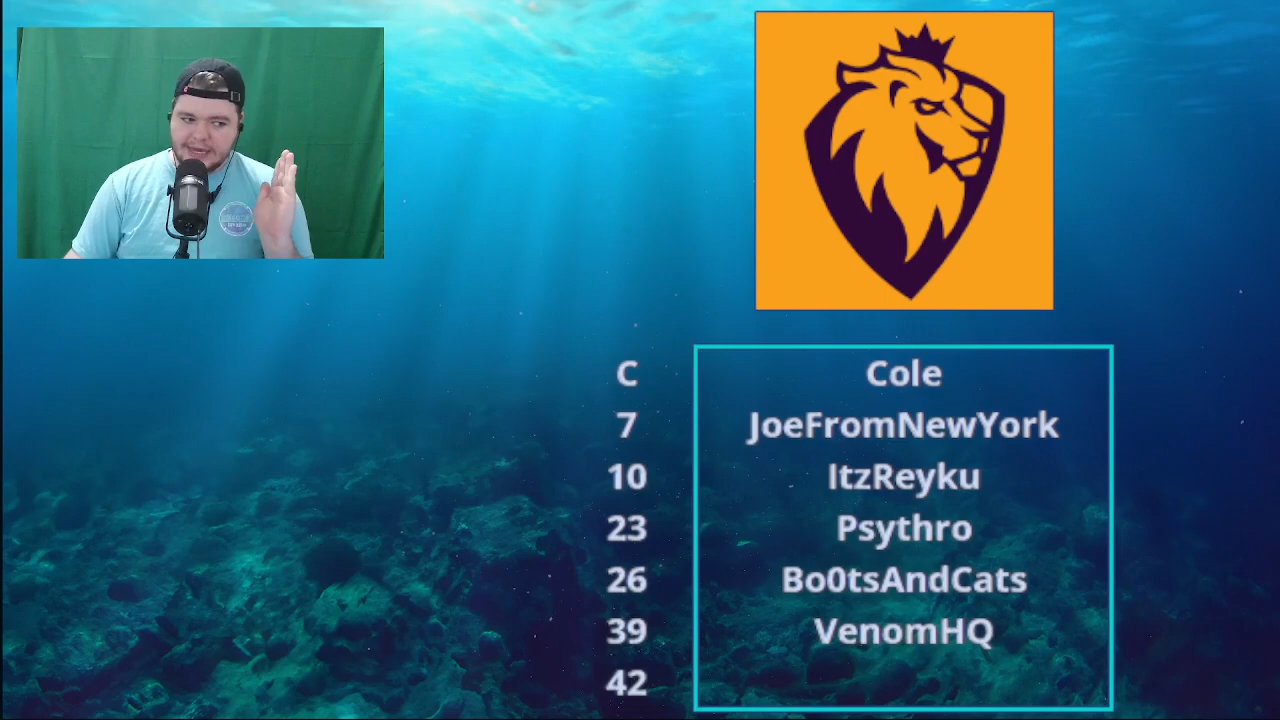 C Cole
7 JoeFromNewYork
10 ItzReyku
23 Psythro
26 Bo0tsAndCats
39 VenomHQ
42